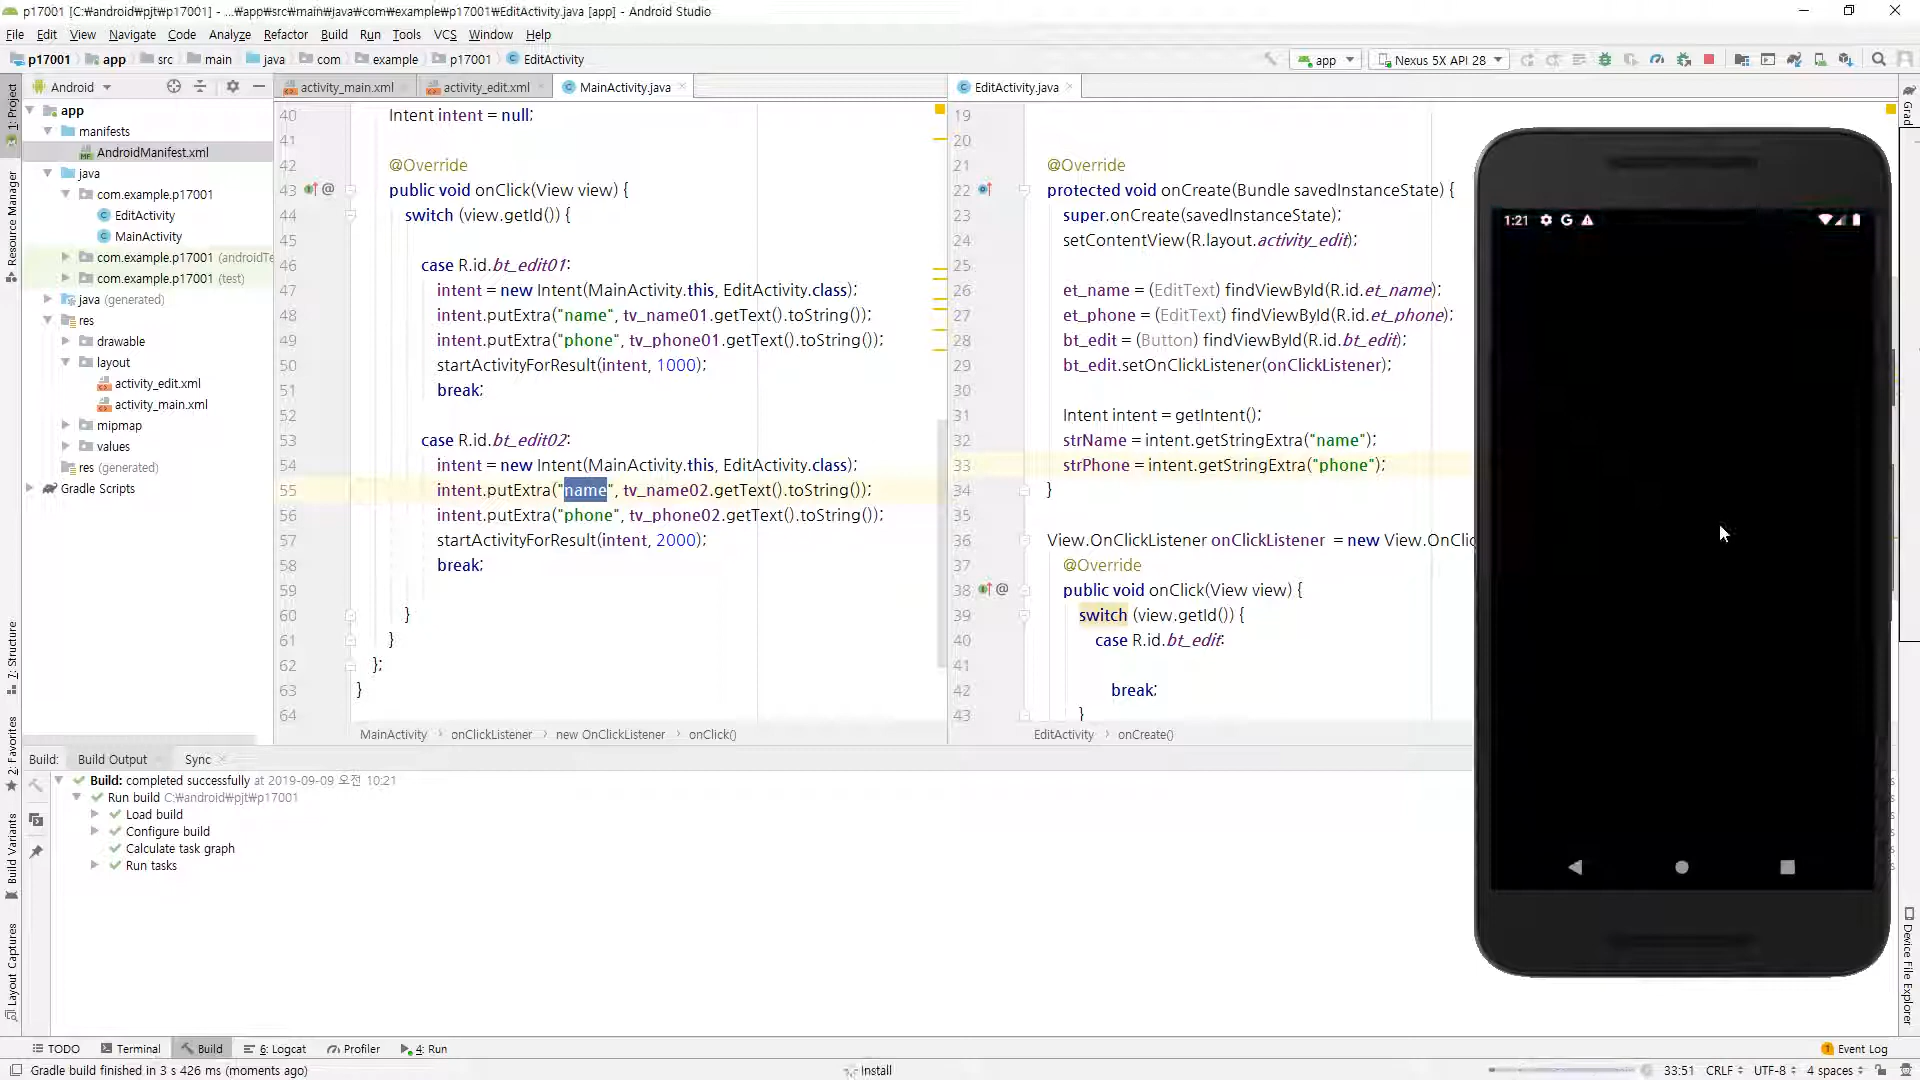 p17001 [C:₩android₩pjt₩p17001] - ...₩app₩src₩main₩java₩com₩example₩p17001₩EditActivity.java [app] - Android Studio
File Edit View Navigate Code Analyze Refactor Build Run Tools VCS Window Help
p17001 app src main java com example p17001 EditActivity
app Nexus 5X API 28
Android
activity_main.xml activity_edit.xml MainActivity.java EditActivity.java
1: Project
Resource Manager
7: Structure
2: Favorites
Build Variants
Layout Captures
app
manifests
AndroidManifest.xml
java
com.example.p17001
EditActivity
MainActivity
com.example.p17001 (androidTe
com.example.p17001 (test)
java (generated)
res
drawable
layout
activity_edit.xml
activity_main.xml
mipmap
values
res (generated)
Gradle Scripts
40 Intent intent = null;
41
42 @Override
43 @ public void onClick(View view) {
44 switch (view.getId()) {
45
46 case R.id.bt_edit01:
47 intent = new Intent(MainActivity.this, EditActivity.class);
48 intent.putExtra("name", tv_name01.getText().toString());
49 intent.putExtra("phone", tv_phone01.getText().toString());
50 startActivityForResult(intent, 1000);
51 break;
52
53 case R.id.bt_edit02:
54 intent = new Intent(MainActivity.this, EditActivity.class);
55 intent.putExtra("name", tv_name02.getText().toString());
56 intent.putExtra("phone", tv_phone02.getText().toString());
57 startActivityForResult(intent, 2000);
58 break;
59
60 }
61 }
62 };
63 }
64
MainActivity onClickListener new OnClickListener onClick()
19
20
21 @Override
22 protected void onCreate(Bundle savedInstanceState) {
23 super.onCreate(savedInstanceState);
24 setContentView(R.layout.activity_edit);
25
26 et_name = (EditText) findViewById(R.id.et_name);
27 et_phone = (EditText) findViewById(R.id.et_phone);
28 bt_edit = (Button) findViewById(R.id.bt_edit);
29 bt_edit.setOnClickListener(onClickListener);
30
31 Intent intent = getIntent();
32 strName = intent.getStringExtra("name");
33 strPhone = intent.getStringExtra("phone");
34 }
35
36 View.OnClickListener onClickListener = new View.OnClic
37 @Override
38 @ public void onClick(View view) {
39 switch (view.getId()) {
40 case R.id.bt_edit:
41
42 break;
43 }
EditActivity onCreate()
1:21 G
Grad
Device File Explorer
Build: Build Output Sync
Build: completed successfully at 2019-09-09 오전 10:21
Run build C:₩android₩pjt₩p17001
Load build
Configure build
Calculate task graph
Run tasks
TODO Terminal Build 6: Logcat Profiler 4: Run 1 Event Log
Gradle build finished in 3 s 426 ms (moments ago) Install 33:51 CRLF UTF-8 4 spaces